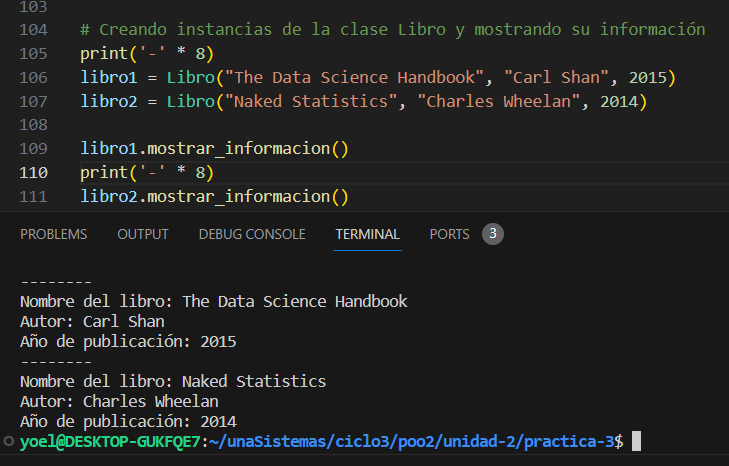 103
104 # Creando instancias de la clase Libro y mostrando su información
105 print('-' * 8)
106 libro1 = Libro("The Data Science Handbook", "Carl Shan", 2015)
107 libro2 = Libro("Naked Statistics", "Charles Wheelan", 2014)
108
109 libro1.mostrar_informacion()
110 print('-' * 8)
111 libro2.mostrar_informacion()
PROBLEMS OUTPUT DEBUG CONSOLE TERMINAL PORTS 3
--------
Nombre del libro: The Data Science Handbook
Autor: Carl Shan
Año de publicación: 2015
--------
Nombre del libro: Naked Statistics
Autor: Charles Wheelan
Año de publicación: 2014
yoel@DESKTOP-GUKFQE7:~/unaSistemas/ciclo3/poo2/unidad-2/practica-3$